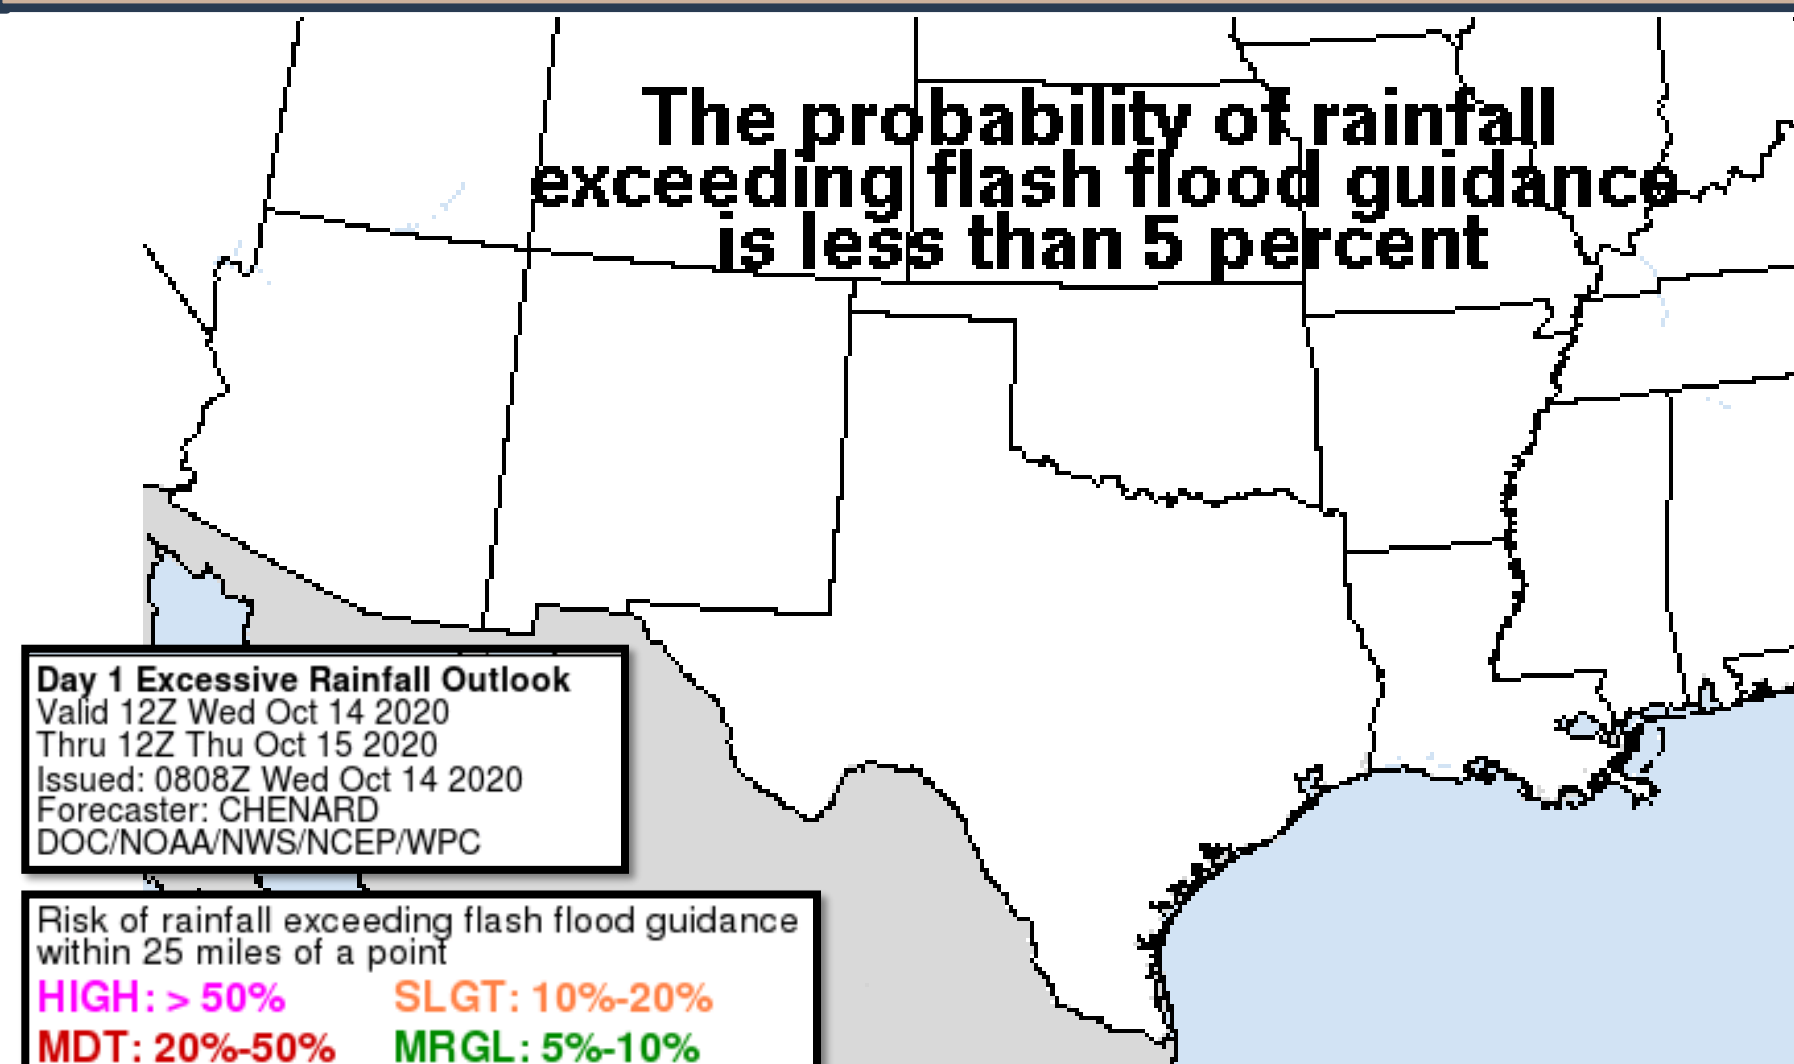 The probability of rainfall
exceeding flash flood guidance
is less than 5 percent
Day 1 Excessive Rainfall Outlook
Valid 12Z Wed Oct 14 2020
Thru 12Z Thu Oct 15 2020
Issued: 0808Z Wed Oct 14 2020
Forecaster: CHENARD
DOC/NOAA/NWS/NCEP/WPC
Risk of rainfall exceeding flash flood guidance
within 25 miles of a point
HIGH: > 50% SLGT: 10%-20%
MDT: 20%-50% MRGL: 5%-10%